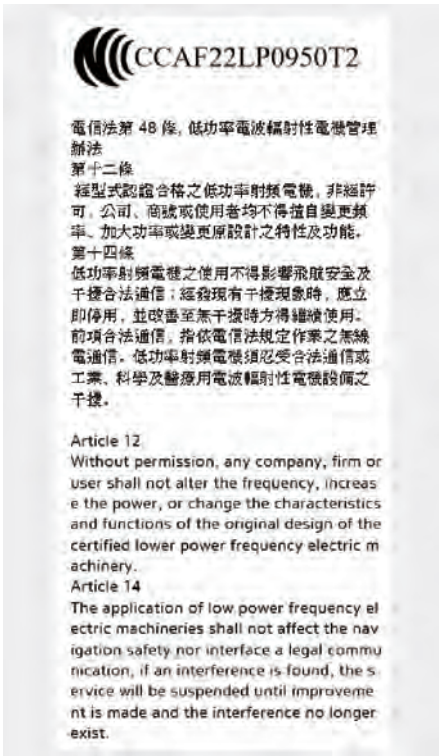 CCAF22LP0950T2
電信法第 48 條, 低功率電波輻射性電機管理
辦法
第十二條
經型式認證合格之低功率射頻電機, 非經許
可, 公司、商號或使用者均不得擅自變更頻
率、加大功率或變更原設計之特性及功能。
第十四條
低功率射頻電機之使用不得影響飛航安全及
干擾合法通信；經發現有干擾現象時, 應立
即停用, 並改善至無干擾時方得繼續使用。
前項合法通信, 指依電信法規定作業之無線
電通信。低功率射頻電機須忍受合法通信或
工業、科學及醫療用電波輻射性電機設備之
干擾。
Article 12
Without permission, any company, firm or
user shall not alter the frequency, increas
e the power, or change the characteristics
and functions of the original design of the
certified lower power frequency electric m
achinery.
Article 14
The application of low power frequency el
ectric machineries shall not affect the nav
igation safety nor interface a legal commu
nication, if an interference is found, the s
ervice will be suspended until improveme
nt is made and the interference no longer
exist.